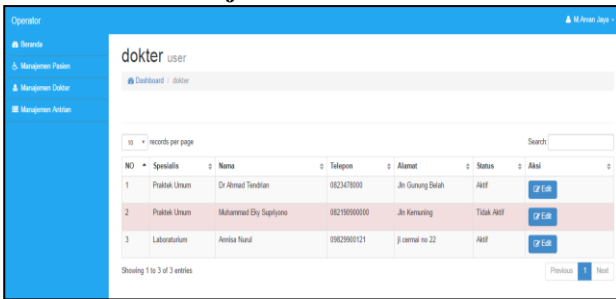 Operator M.Arvan Jaya
Beranda
Manajemen Pasien
Manajemen Dokter
Manajemen Antrian
dokter user
Dashboard / dokter
10 records per page Search:
NO Spesialis Nama Telepon Alamat Status Aksi
1 Praktek Umum Dr Ahmad Tendrian 0823478000 Jln Gunung Belah Aktif Edit
2 Praktek Umum Muhammad Eky Supriyono 082190900000 Jln Kemuning Tidak Aktif Edit
3 Laboraturium Annisa Nurul 09829900121 jl cermai no 22 Aktif Edit
Showing 1 to 3 of 3 entries Previous 1 Next